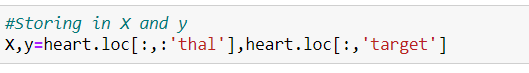 #Storing in X and y
X,y=heart.loc[:,:'thal'],heart.loc[:,'target']